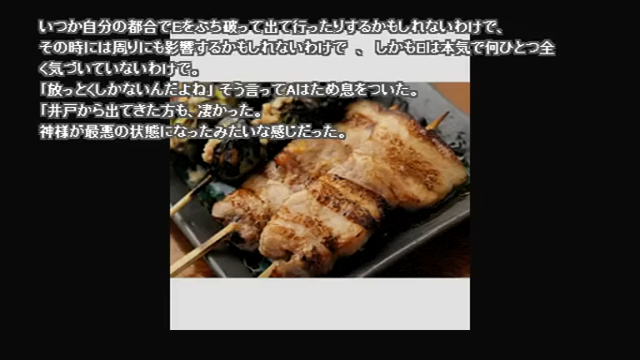 いつか自分の都合でEをぶち破って出て行ったりするかもしれないわけで、
その時には周りにも影響するかもしれないわけで 、 しかもBは本気で何ひとつ全
く気づいていないわけで。
「放っとくしかないんだよね」 そう言ってAはため息をついた。
「井戸から出てきた方も、凄かった。
神様が最悪の状態になったみたいな感じだった。